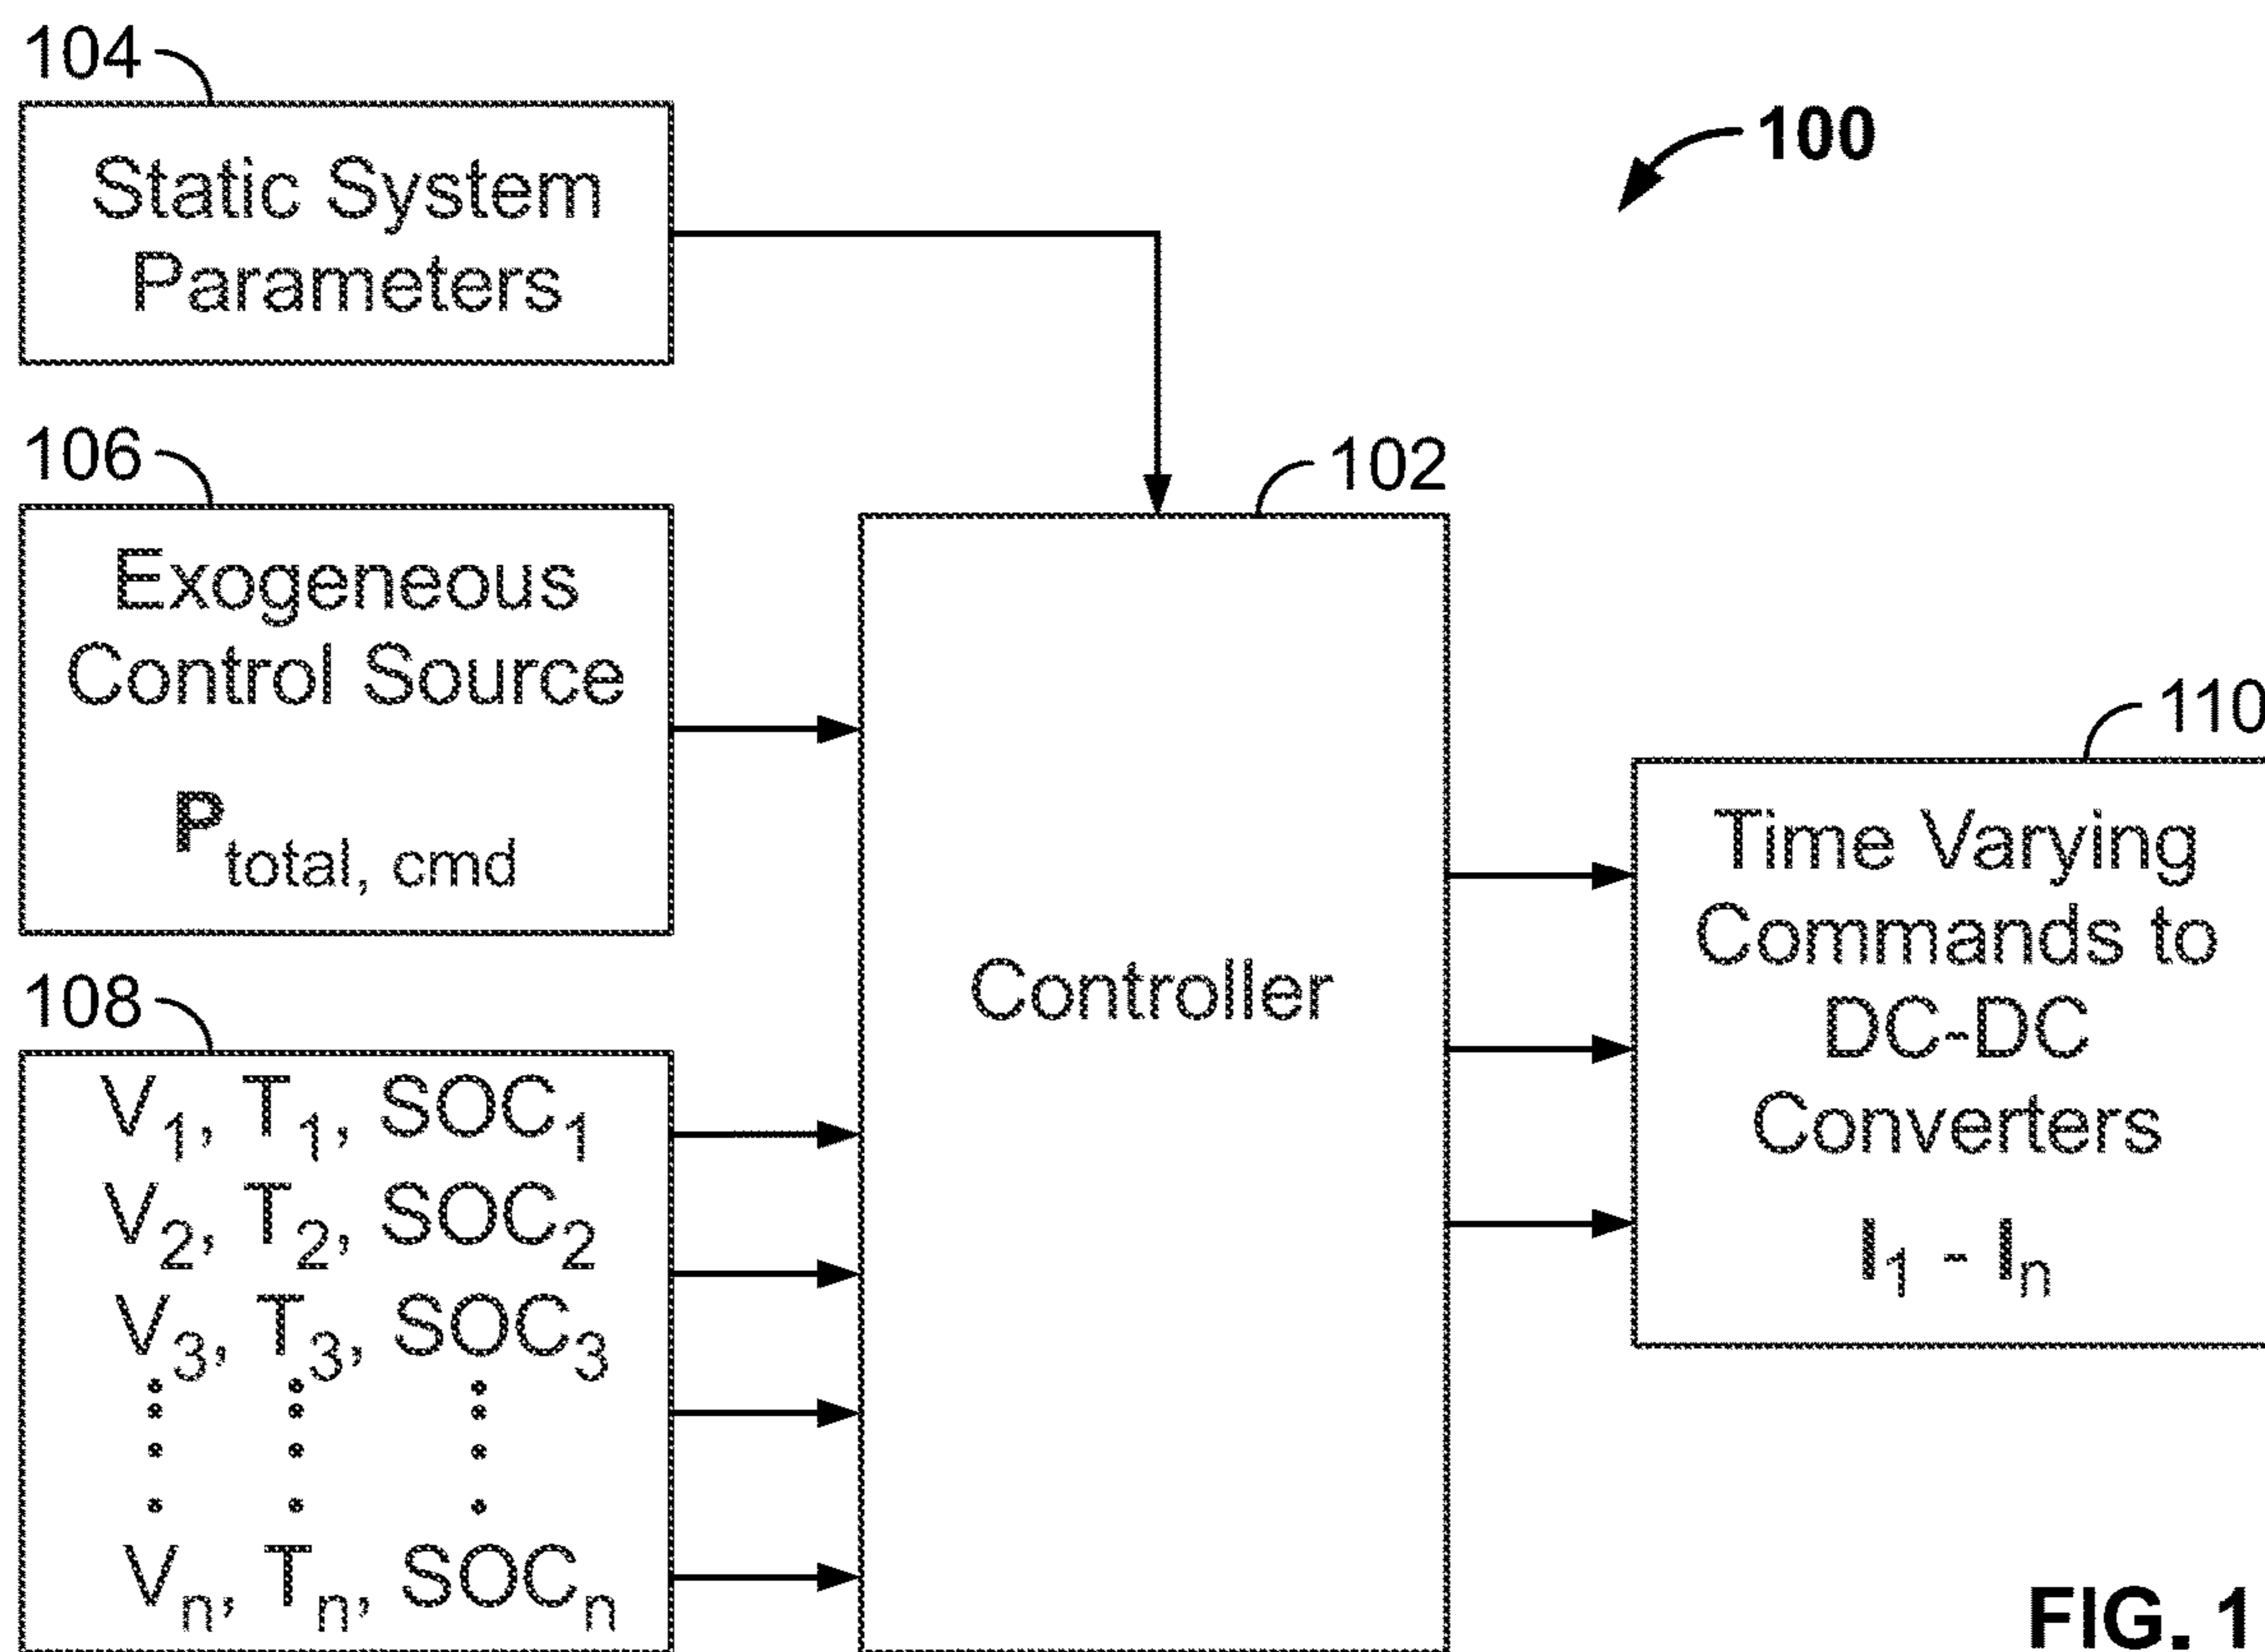 104
Static System
Parameters
100
106
Exogeneous
Control Source
P total, cmd
102
Controller
108
V1, T1, SOC1
V2, T2, SOC2
V3, T3, SOC3
Vn, Tn, SOCn
110
Time Varying
Commands to
DC-DC
Converters
I1 - In
FIG. 1